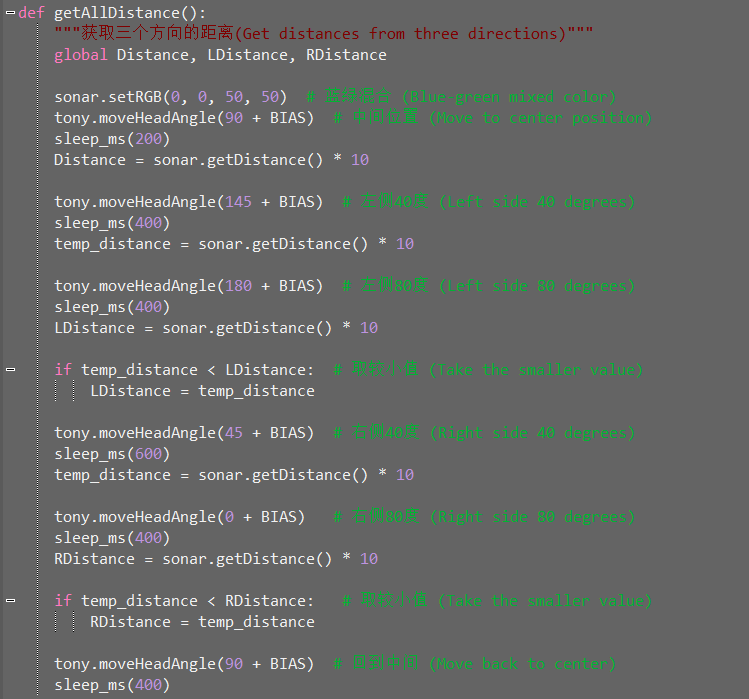 def getAllDistance():
    """获取三个方向的距离(Get distances from three directions)"""
    global Distance, LDistance, RDistance
    sonar.setRGB(0, 0, 50, 50)  # 蓝绿混合 (Blue-green mixed color)
    tony.moveHeadAngle(90 + BIAS)  # 中间位置 (Move to center position)
    sleep_ms(200)
    Distance = sonar.getDistance() * 10
    tony.moveHeadAngle(145 + BIAS)  # 左侧40度 (Left side 40 degrees)
    sleep_ms(400)
    temp_distance = sonar.getDistance() * 10
    tony.moveHeadAngle(180 + BIAS)  # 左侧80度 (Left side 80 degrees)
    sleep_ms(400)
    LDistance = sonar.getDistance() * 10
    if temp_distance < LDistance:  # 取较小值 (Take the smaller value)
        LDistance = temp_distance
    tony.moveHeadAngle(45 + BIAS)  # 右侧40度 (Right side 40 degrees)
    sleep_ms(600)
    temp_distance = sonar.getDistance() * 10
    tony.moveHeadAngle(0 + BIAS)   # 右侧80度 (Right side 80 degrees)
    sleep_ms(400)
    RDistance = sonar.getDistance() * 10
    if temp_distance < RDistance:   # 取较小值 (Take the smaller value)
        RDistance = temp_distance
    tony.moveHeadAngle(90 + BIAS)  # 回到中间 (Move back to center)
    sleep_ms(400)